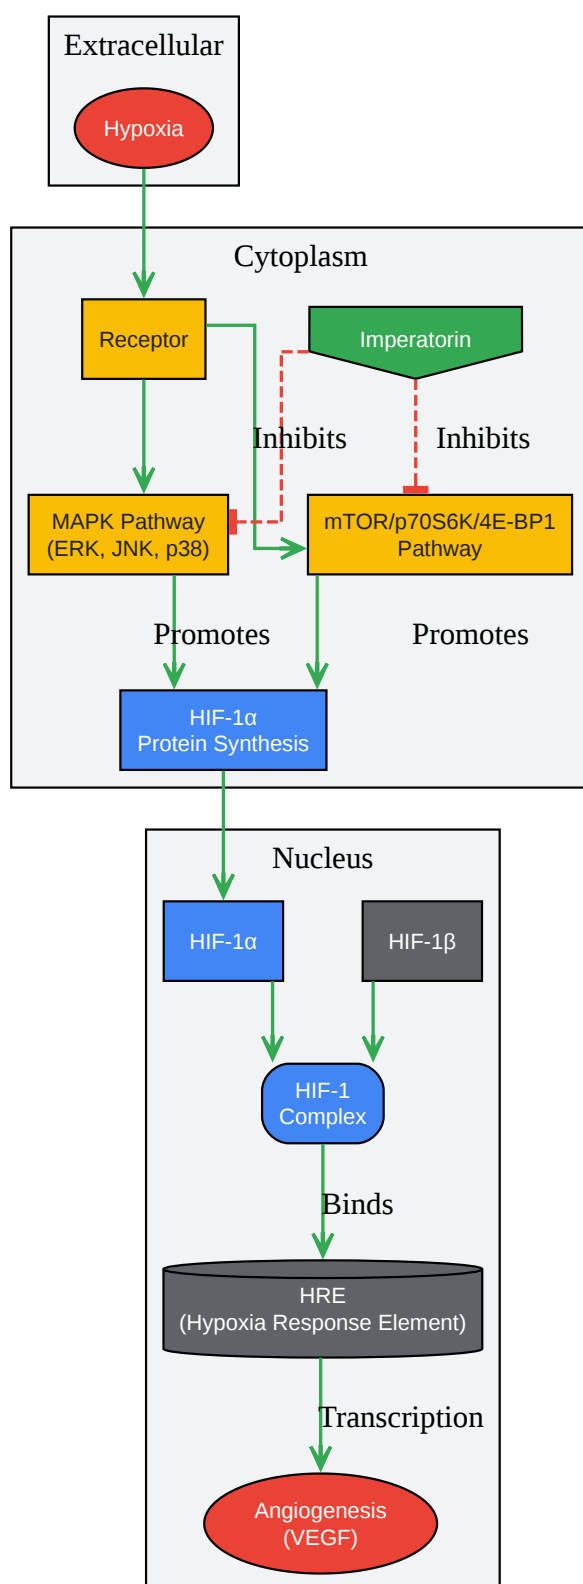 Extracellular
Hypoxia
Cytoplasm
Receptor
Imperatorin
Inhibits
Inhibits
MAPK Pathway
(ERK, JNK, p38)
mTOR/p70S6K/4E-BP1
Pathway
Promotes
Promotes
HIF-1α
Protein Synthesis
Nucleus
HIF-1α
HIF-1β
HIF-1
Complex
Binds
HRE
(Hypoxia Response Element)
Transcription
Angiogenesis
(VEGF)